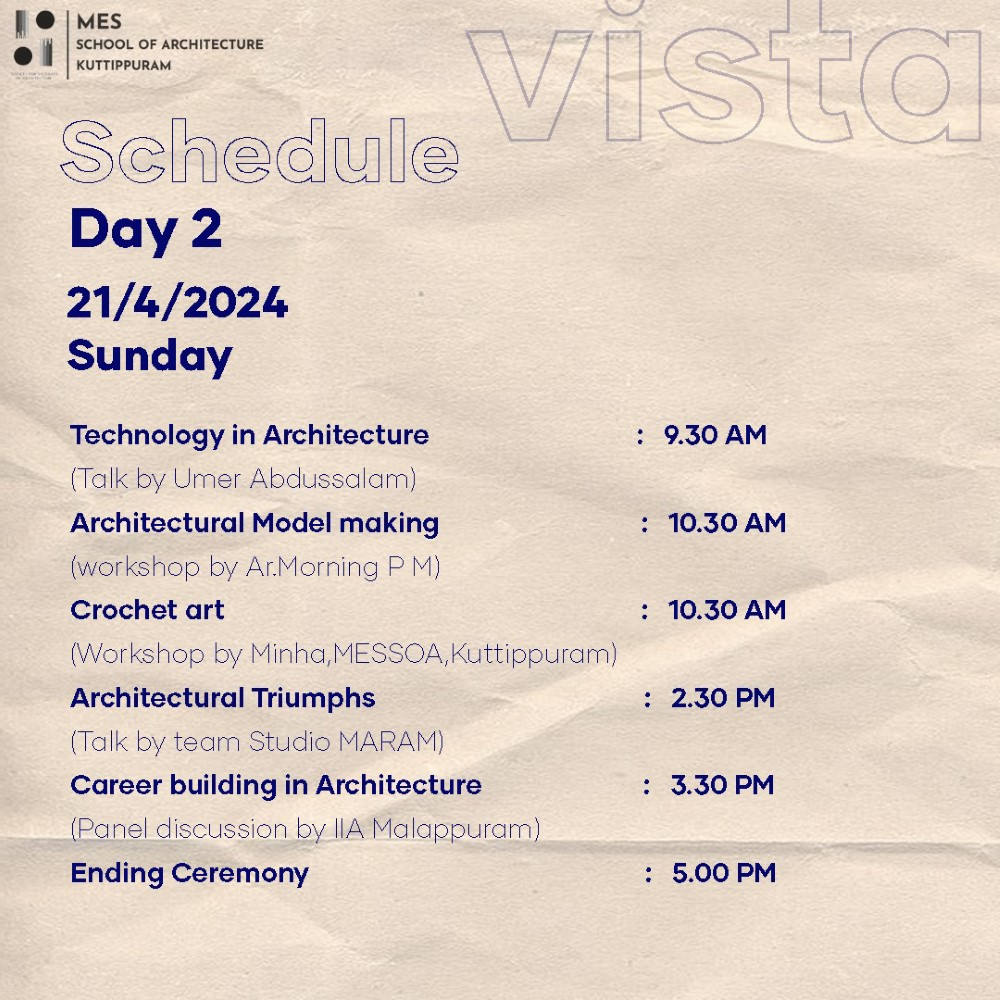 MES
SCHOOL OF ARCHITECTURE
KUTTIPPURAM
vista
Schedule
Day 2
21/4/2024
Sunday
Technology in Architecture : 9.30 AM
(Talk by Umer Abdussalam)
Architectural Model making : 10.30 AM
(workshop by Ar.Morning P M)
Crochet art : 10.30 AM
(Workshop by Minha,MESSOA,Kuttippuram)
Architectural Triumphs : 2.30 PM
(Talk by team Studio MARAM)
Career building in Architecture : 3.30 PM
(Panel discussion by IIA Malappuram)
Ending Ceremony : 5.00 PM